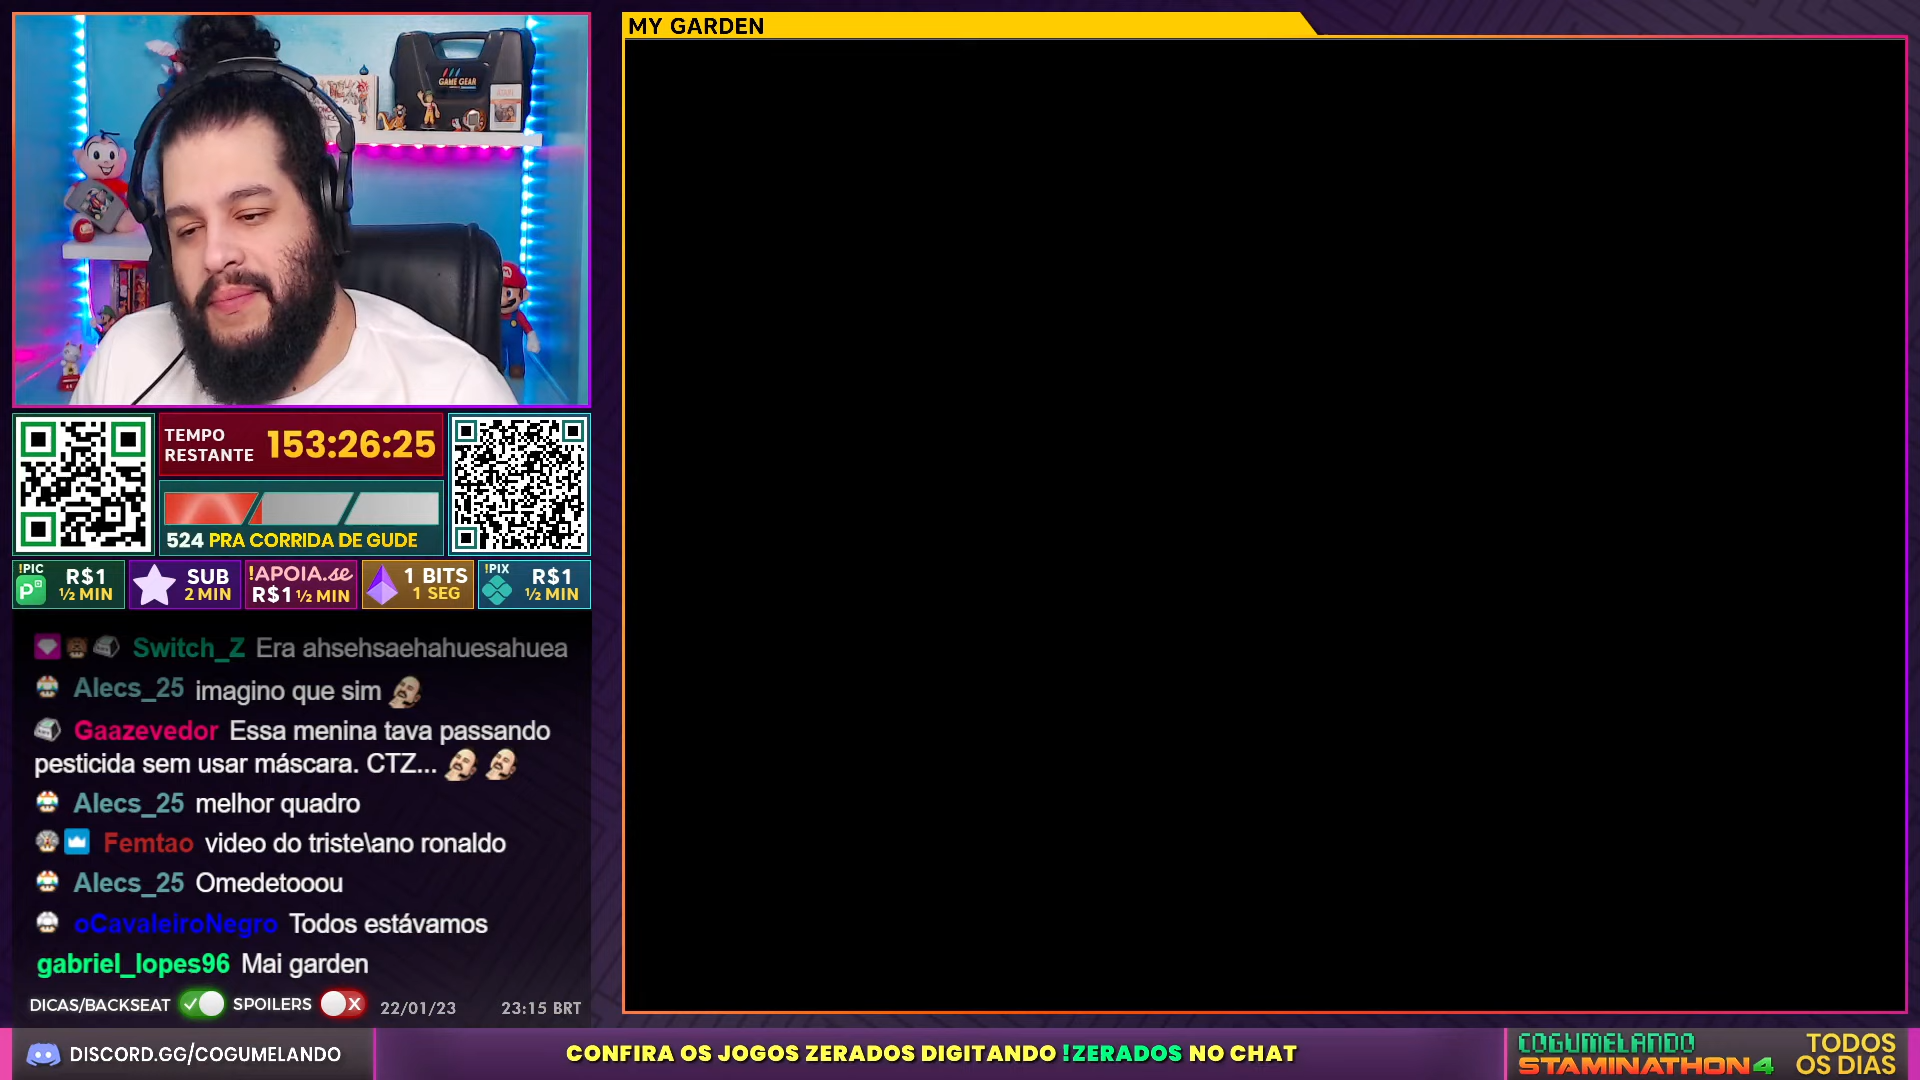 MY GARDEN
GAME GEAR
TEMPO
RESTANTE
153:26:25
524 PRA CORRIDA DE GUDE
!PIC
R$1
½ MIN
SUB
2 MIN
!APOIA.se
R$1 ½ MIN
1 BITS
1 SEG
!PIX
R$1
½ MIN
Switch_Z Era ahsehsaehahuesahuea
Alecs_25 imagino que sim
Gaazevedor Essa menina tava passando
pesticida sem usar máscara. CTZ...
Alecs_25 melhor quadro
Femtao video do triste\ano ronaldo
Alecs_25 Omedetooou
oCavaleiroNegro Todos estávamos
gabriel_lopes96 Mai garden
DICAS/BACKSEAT SPOILERS X 22/01/23 23:15 BRT
DISCORD.GG/COGUMELANDO
CONFIRA OS JOGOS ZERADOS DIGITANDO !ZERADOS NO CHAT
COGUMELANDO
STAMINATHON 4
TODOS
OS DIAS